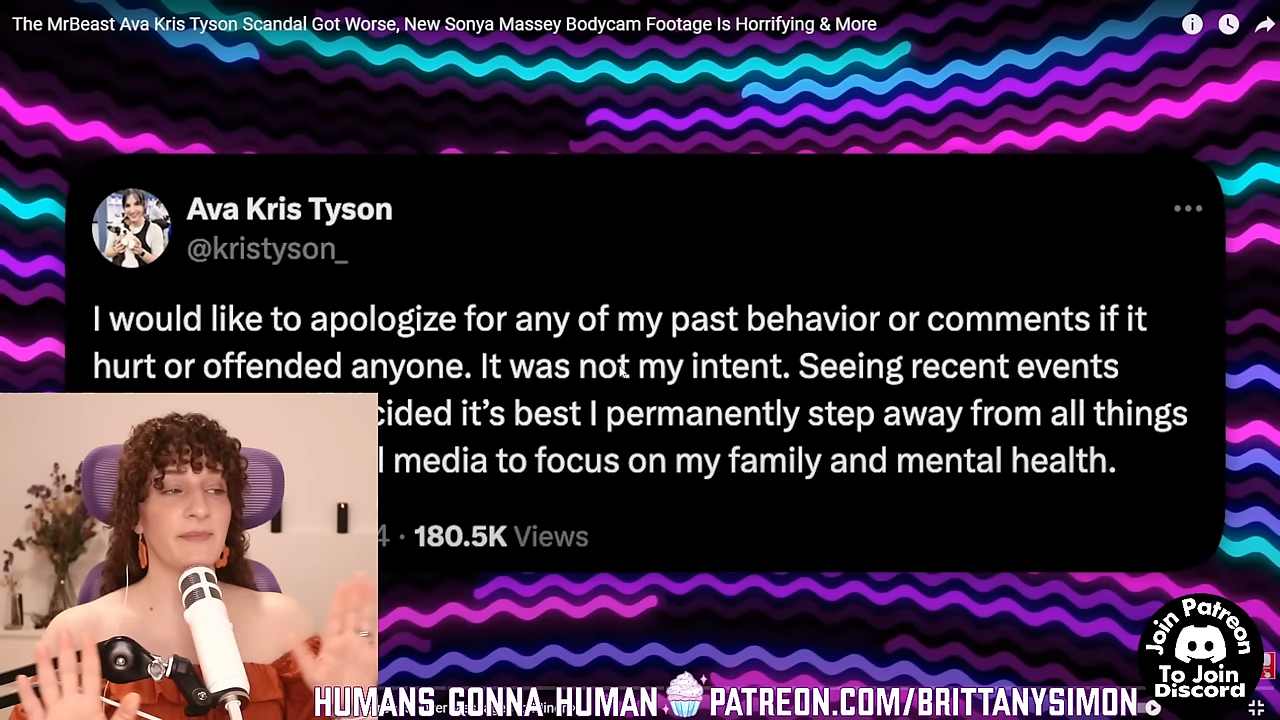 The MrBeast Ava Kris Tyson Scandal Got Worse, New Sonya Massey Bodycam Footage Is Horrifying & More
Ava Kris Tyson
@kristyson_
I would like to apologize for any of my past behavior or comments if it
hurt or offended anyone. It was not my intent. Seeing recent events
it's best I permanently step away from all things
media to focus on my family and mental health.
4 · 180.5K Views
Join Patreon
To Join
Discord
HUMANS GONNA HUMAN PATREON.COM/BRITTANYSIMON